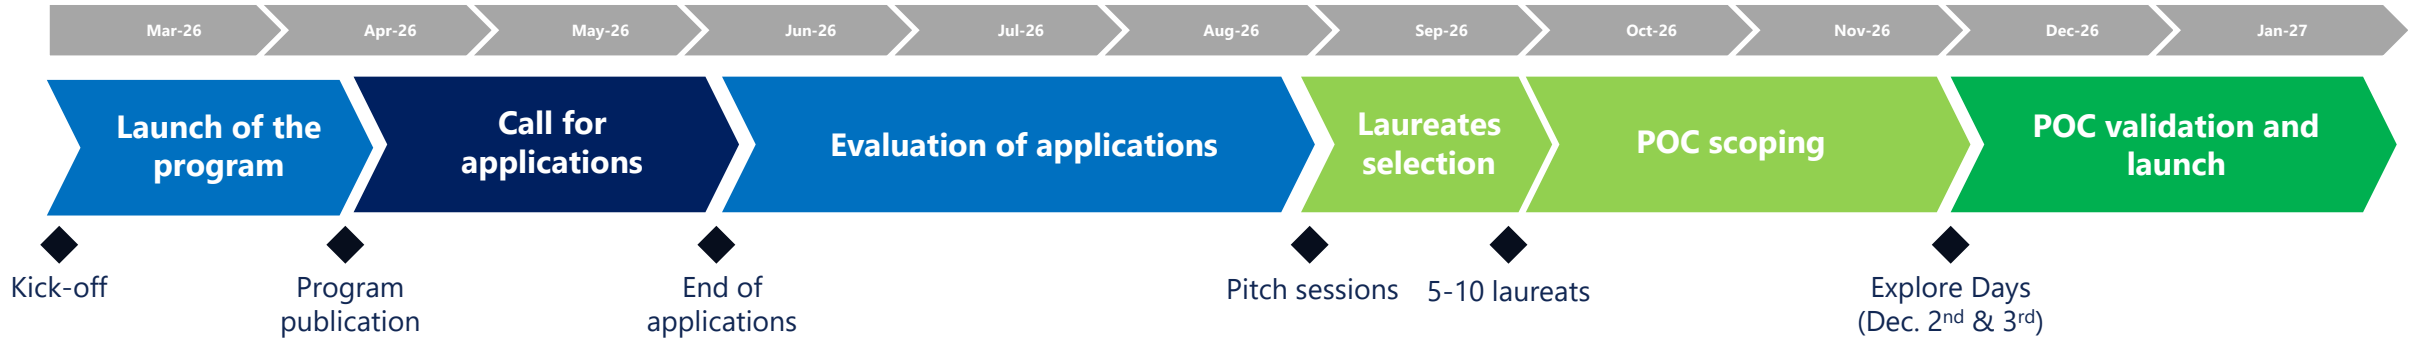 Mar-26
Apr-26
May-26
Jun-26
Jul-26
Aug-26
Sep-26
Oct-26
Nov-26
Dec-26
Jan-27
Launch of the
program
Call for
applications
Evaluation of applications
Laureates
selection
POC scoping
POC validation and
launch
Kick-off
Program
publication
End of
applications
Pitch sessions
5-10 laureats
Explore Days
(Dec. 2nd & 3rd)